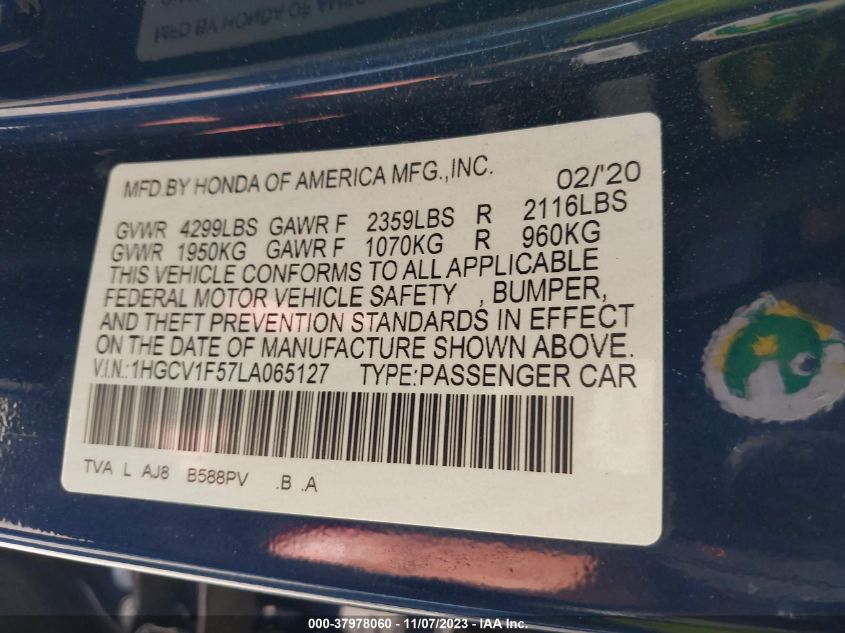 MFD.BY HONDA OF AMERICA MFG.,INC. 02/'20
GVWR 4299LBS GAWR F 2359LBS R 2116LBS
GVWR 1950KG GAWR F 1070KG R 960KG
THIS VEHICLE CONFORMS TO ALL APPLICABLE
FEDERAL MOTOR VEHICLE SAFETY , BUMPER,
AND THEFT PREVENTION STANDARDS IN EFFECT
ON THE DATE OF MANUFACTURE SHOWN ABOVE.
V.I.N.:1HGCV1F57LA065127 TYPE:PASSENGER CAR
TVA L AJ8 B588PV .B .A
000-37978060 - 11/07/2023 - IAA Inc.